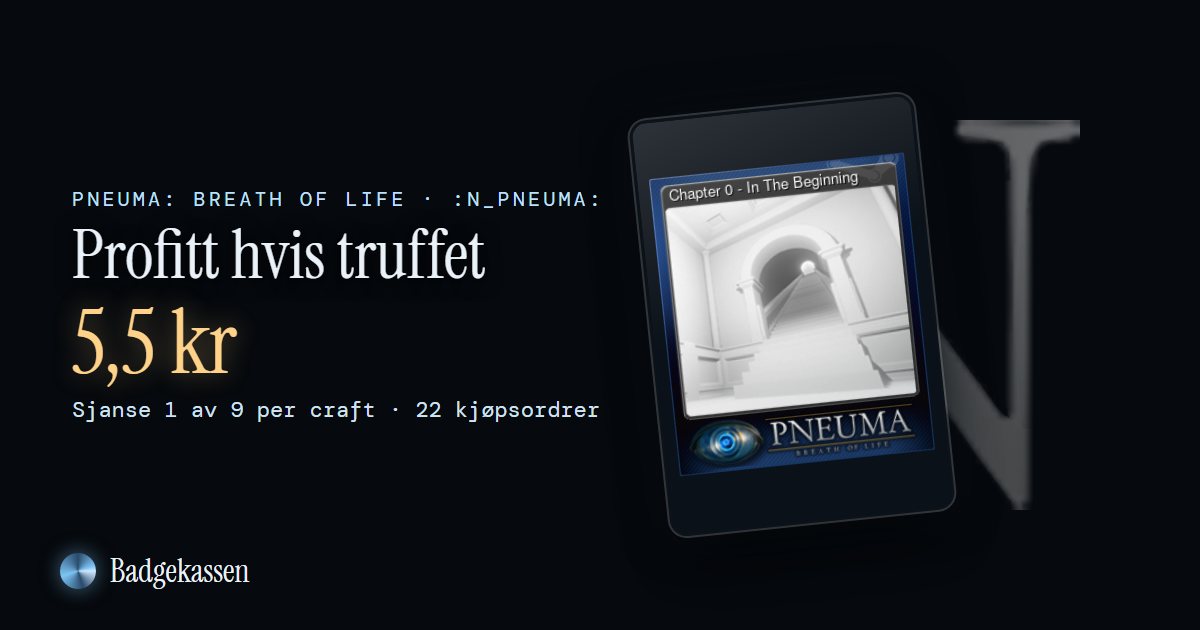 PNEUMA: BREATH OF LIFE · :N_PNEUMA:
Profitt hvis truffet
5,5 kr
Sjanse 1 av 9 per craft · 22 kjøpsordrer
Badgekassen
Chapter 0 - In The Beginning
PNEUMA
BREATH OF LIFE
N